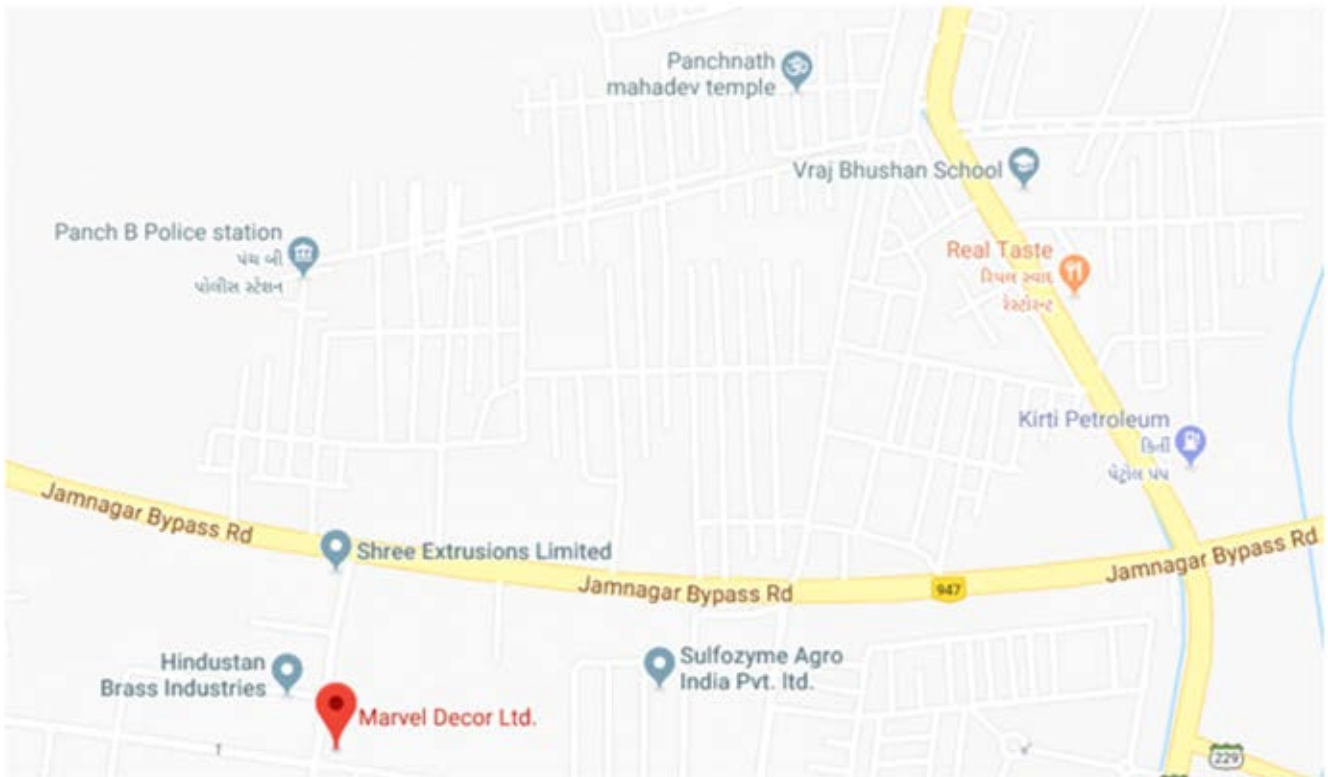 Panchnath
mahadev temple
Vraj Bhushan School
Panch B Police station
પંચ બી
પોલીસ સ્ટેશન
Real Taste
રિયલ સ્વાદ
રેસ્ટોરન્ટ
Kirti Petroleum
કિર્તી
પેટ્રોલ પંપ
Jamnagar Bypass Rd
Shree Extrusions Limited
Jamnagar Bypass Rd
947
Jamnagar Bypass Rd
Hindustan
Brass Industries
Sulfozyme Agro
India Pvt. ltd.
Marvel Decor Ltd.
229